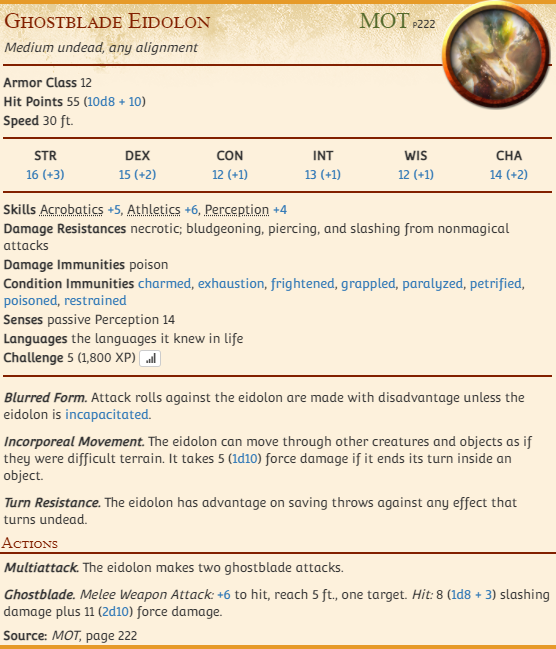 Ghostblade Eidolon MOT p222
Medium undead, any alignment
Armor Class 12
Hit Points 55 (10d8 + 10)
Speed 30 ft.
STR DEX CON INT WIS CHA
16 (+3) 15 (+2) 12 (+1) 13 (+1) 12 (+1) 14 (+2)
Skills Acrobatics +5, Athletics +6, Perception +4
Damage Resistances necrotic; bludgeoning, piercing, and slashing from nonmagical
attacks
Damage Immunities poison
Condition Immunities charmed, exhaustion, frightened, grappled, paralyzed, petrified,
poisoned, restrained
Senses passive Perception 14
Languages the languages it knew in life
Challenge 5 (1,800 XP)
Blurred Form. Attack rolls against the eidolon are made with disadvantage unless the
eidolon is incapacitated.
Incorporeal Movement. The eidolon can move through other creatures and objects as if
they were difficult terrain. It takes 5 (1d10) force damage if it ends its turn inside an
object.
Turn Resistance. The eidolon has advantage on saving throws against any effect that
turns undead.
Actions
Multiattack. The eidolon makes two ghostblade attacks.
Ghostblade. Melee Weapon Attack: +6 to hit, reach 5 ft., one target. Hit: 8 (1d8 + 3) slashing
damage plus 11 (2d10) force damage.
Source: MOT, page 222